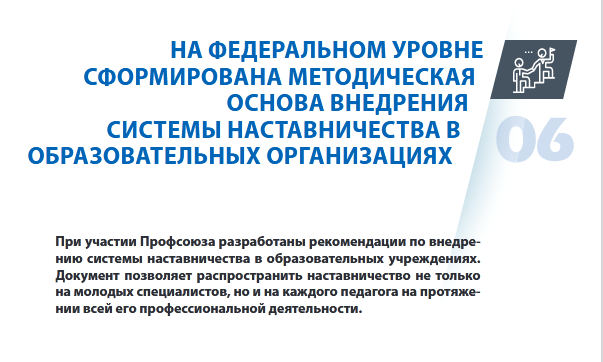 НА ФЕДЕРАЛЬНОМ УРОВНЕ
СФОРМИРОВАНА МЕТОДИЧЕСКАЯ
ОСНОВА ВНЕДРЕНИЯ
СИСТЕМЫ НАСТАВНИЧЕСТВА В
ОБРАЗОВАТЕЛЬНЫХ ОРГАНИЗАЦИЯХ
06
При участии Профсоюза разработаны рекомендации по внедре-
нию системы наставничества в образовательных учреждениях.
Документ позволяет распространить наставничество не только
на молодых специалистов, но и на каждого педагога на протяже-
нии всей его профессиональной деятельности.